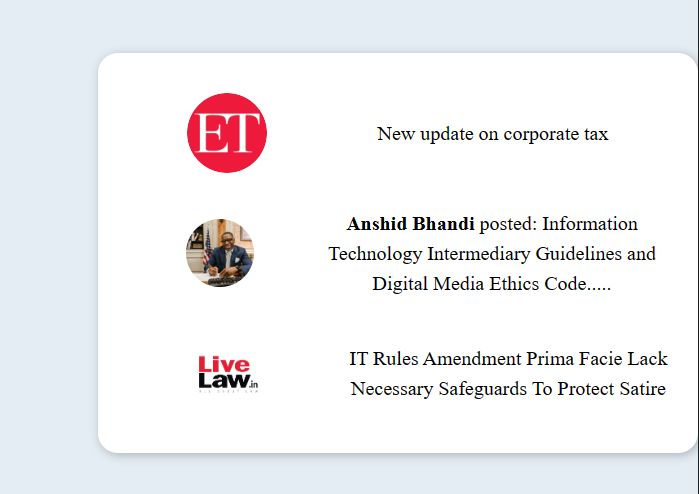 ET
New update on corporate tax
Anshid Bhandi posted: Information
Technology Intermediary Guidelines and
Digital Media Ethics Code.....
Live
Law.in
IT Rules Amendment Prima Facie Lack
Necessary Safeguards To Protect Satire